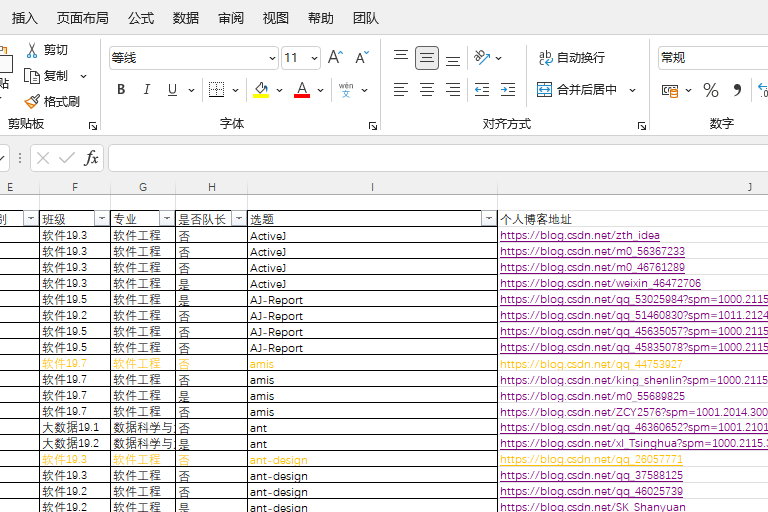 插入 页面布局 公式 数据 审阅 视图 帮助 团队
剪切
复制
格式刷
剪贴板
等线 11
B I U A wén 文
字体
ab 自动换行
合并后居中
对齐方式
常规
%
数字
fx
E F G H I J
别 班级 专业 是否队长 选题 个人博客地址
软件19.3 软件工程 否 ActiveJ https://blog.csdn.net/zth_idea
软件19.3 软件工程 否 ActiveJ https://blog.csdn.net/m0_56367233
软件19.3 软件工程 否 ActiveJ https://blog.csdn.net/m0_46761289
软件19.3 软件工程 是 ActiveJ https://blog.csdn.net/weixin_46472706
软件19.5 软件工程 是 AJ-Report https://blog.csdn.net/qq_53025984?spm=1000.2115
软件19.2 软件工程 否 AJ-Report https://blog.csdn.net/qq_51460830?spm=1011.2124
软件19.5 软件工程 否 AJ-Report https://blog.csdn.net/qq_45635057?spm=1000.2115
软件19.5 软件工程 否 AJ-Report https://blog.csdn.net/qq_45835078?spm=1000.2115
软件19.7 软件工程 否 amis https://blog.csdn.net/qq_44753927
软件19.7 软件工程 否 amis https://blog.csdn.net/king_shenlin?spm=1000.2115
软件19.7 软件工程 是 amis https://blog.csdn.net/m0_55689825
软件19.7 软件工程 否 amis https://blog.csdn.net/ZCY2576?spm=1001.2014.300
大数据19.1 数据科学与 否 ant https://blog.csdn.net/qq_46360652?spm=1001.2101
大数据19.2 数据科学与 是 ant https://blog.csdn.net/xl_Tsinghua?spm=1000.2115.
软件19.3 软件工程 否 ant-design https://blog.csdn.net/qq_26057771
软件19.3 软件工程 否 ant-design https://blog.csdn.net/qq_37588125
软件19.2 软件工程 否 ant-design https://blog.csdn.net/qq_46025739
软件19.2 软件工程 是 ant-design https://blog.csdn.net/SK_Shanyuan